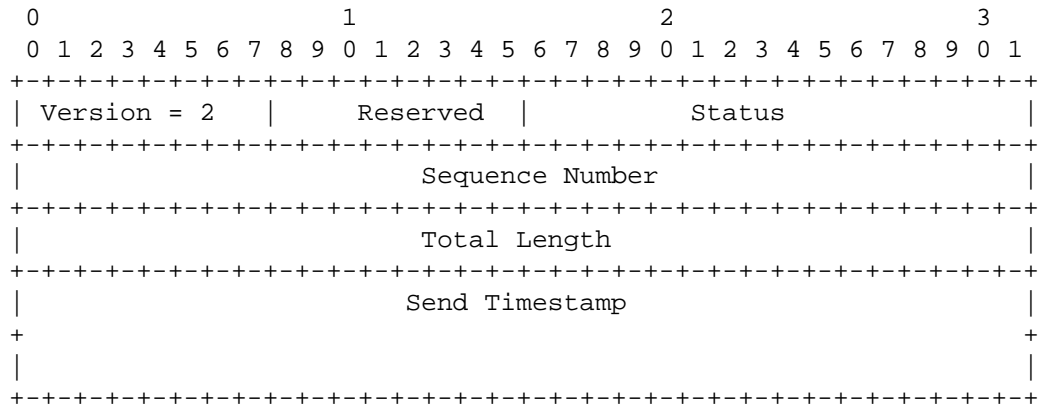 0                   1                   2                   3
 0 1 2 3 4 5 6 7 8 9 0 1 2 3 4 5 6 7 8 9 0 1 2 3 4 5 6 7 8 9 0 1
+-+-+-+-+-+-+-+-+-+-+-+-+-+-+-+-+-+-+-+-+-+-+-+-+-+-+-+-+-+-+-+-+
| Version = 2   |     Reserved  |          Status               |
+-+-+-+-+-+-+-+-+-+-+-+-+-+-+-+-+-+-+-+-+-+-+-+-+-+-+-+-+-+-+-+-+
|                         Sequence Number                       |
+-+-+-+-+-+-+-+-+-+-+-+-+-+-+-+-+-+-+-+-+-+-+-+-+-+-+-+-+-+-+-+-+
|                         Total Length                          |
+-+-+-+-+-+-+-+-+-+-+-+-+-+-+-+-+-+-+-+-+-+-+-+-+-+-+-+-+-+-+-+-+
|                        Send Timestamp                         |
+                                                               +
|                                                               |
+-+-+-+-+-+-+-+-+-+-+-+-+-+-+-+-+-+-+-+-+-+-+-+-+-+-+-+-+-+-+-+-+